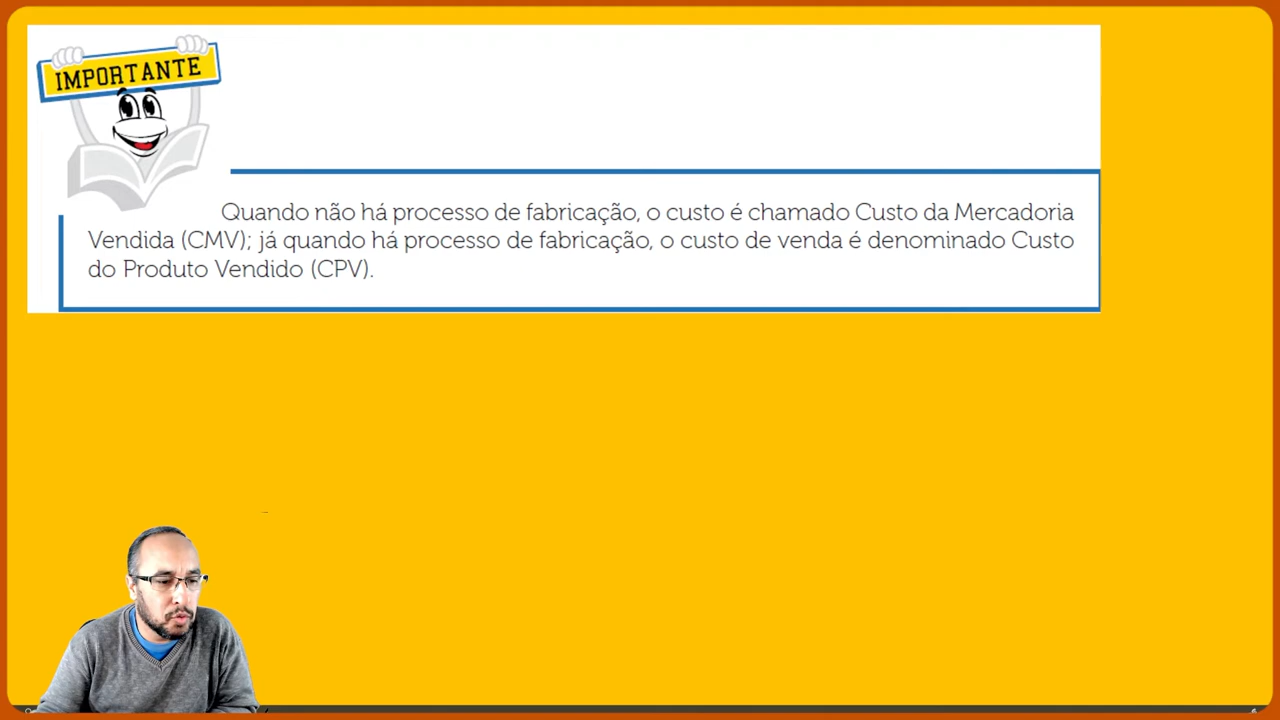 IMPORTANTE
Quando não há processo de fabricação, o custo é chamado Custo da Mercadoria
Vendida (CMV); já quando há processo de fabricação, o custo de venda é denominado Custo
do Produto Vendido (CPV).